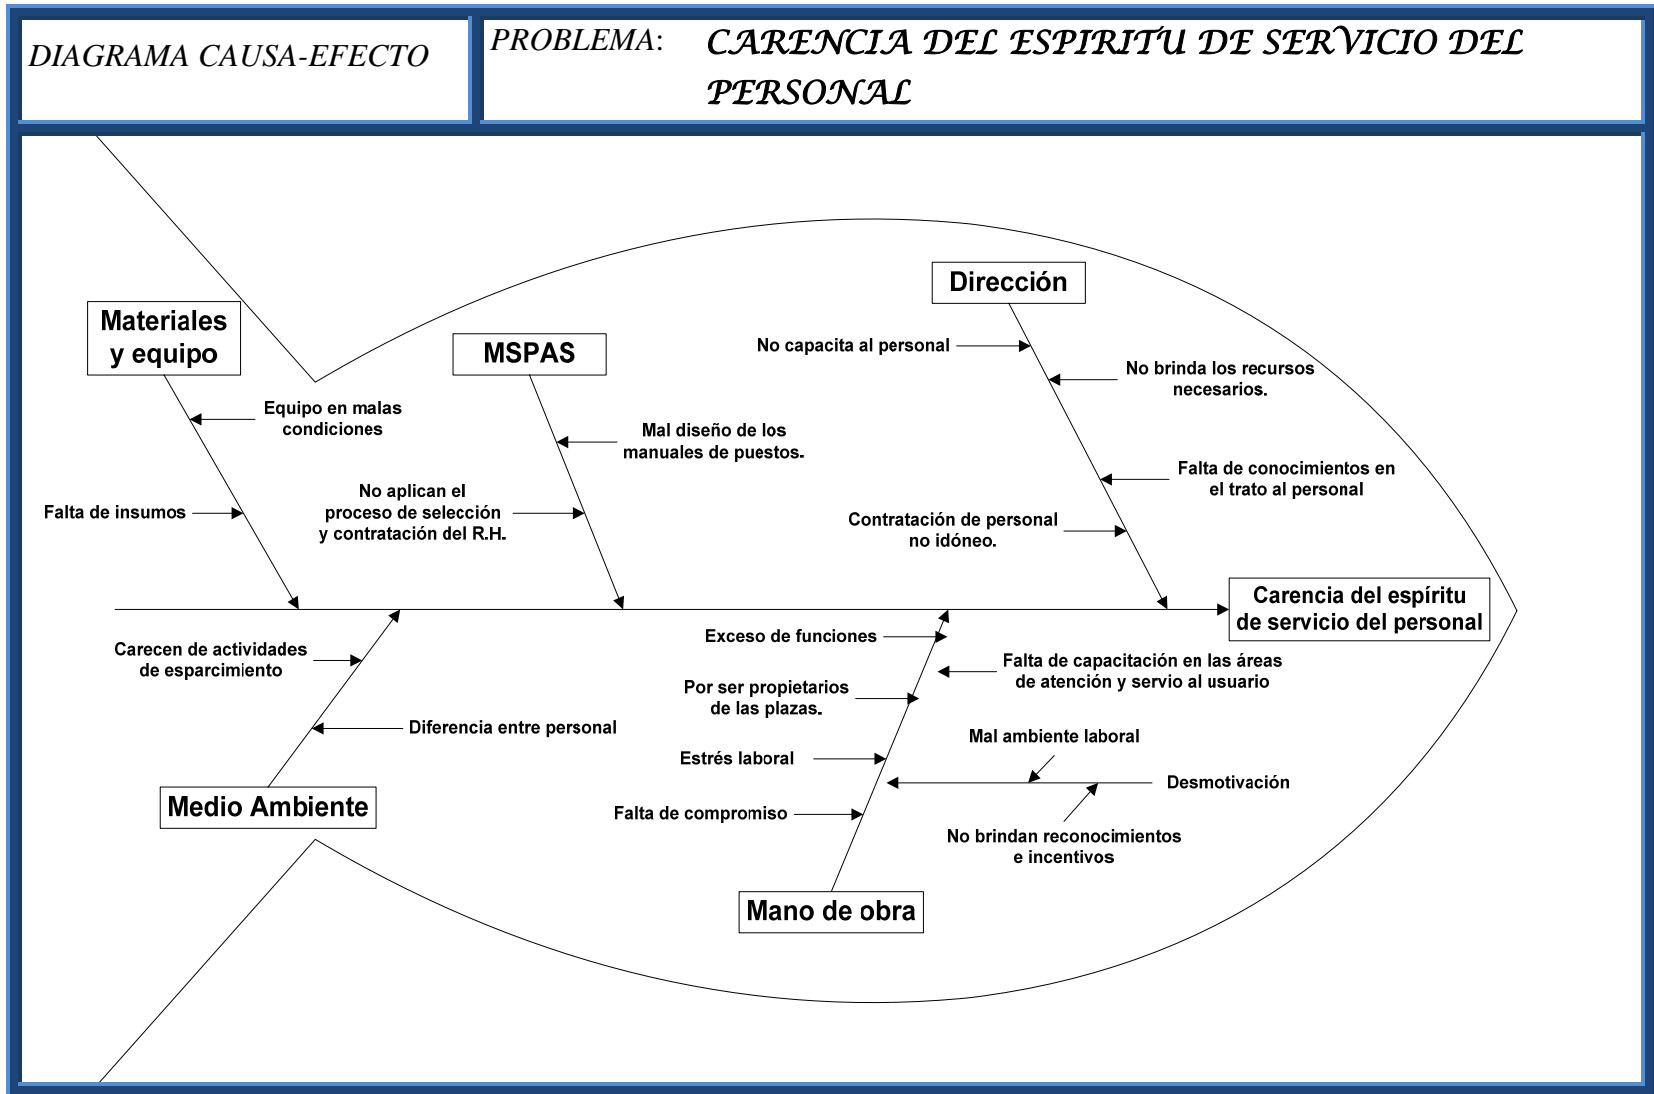 DIAGRAMA CAUSA-EFECTO
PROBLEMA: CARENCIA DEL ESPIRITU DE SERVICIO DEL
PERSONAL
Dirección
Materiales
y equipo
MSPAS
No capacita al personal
No brinda los recursos
necesarios.
Equipo en malas
condiciones
Mal diseño de los
manuales de puestos.
Falta de conocimientos en
el trato al personal
No aplican el
proceso de selección
y contratación del R.H.
Falta de insumos
Contratación de personal
no idóneo.
Carencia del espíritu
de servicio del personal
Exceso de funciones
Carecen de actividades
de esparcimiento
Falta de capacitación en las áreas
de atención y servio al usuario
Por ser propietarios
de las plazas.
Diferencia entre personal
Mal ambiente laboral
Estrés laboral
Desmotivación
Medio Ambiente
Falta de compromiso
No brindan reconocimientos
e incentivos
Mano de obra